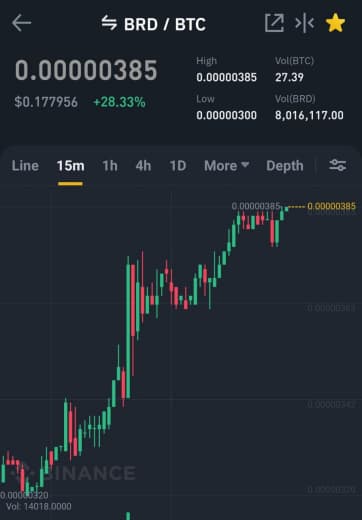 BRD / BTC
0.00000385
$0.177956 +28.33%
High
0.00000385
Vol(BTC)
27.39
Low
0.00000300
Vol(BRD)
8,016,117.00
Line 15m 1h 4h 1D More Depth
0.00000385 0.00000385
0.00000363
0.00000342
BINANCE
0.00000320 0.00000320
Vol: 14018.0000